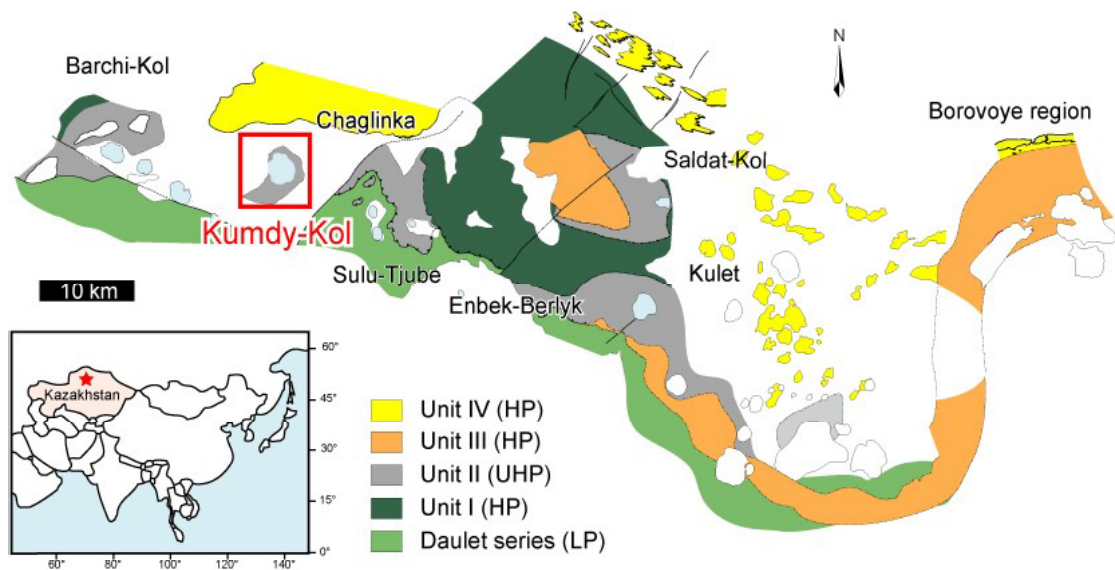 N
Barchi-Kol
Chaglinka
Borovoye region
Saldat-Kol
Kumdy-Kol
Sulu-Tjube
Kulet
10 km
Enbek-Berlyk
Kazakhstan
60°
45°
30°
15°
0°
60°
80°
100°
120°
140°
Unit IV (HP)
Unit III (HP)
Unit II (UHP)
Unit I (HP)
Daulet series (LP)